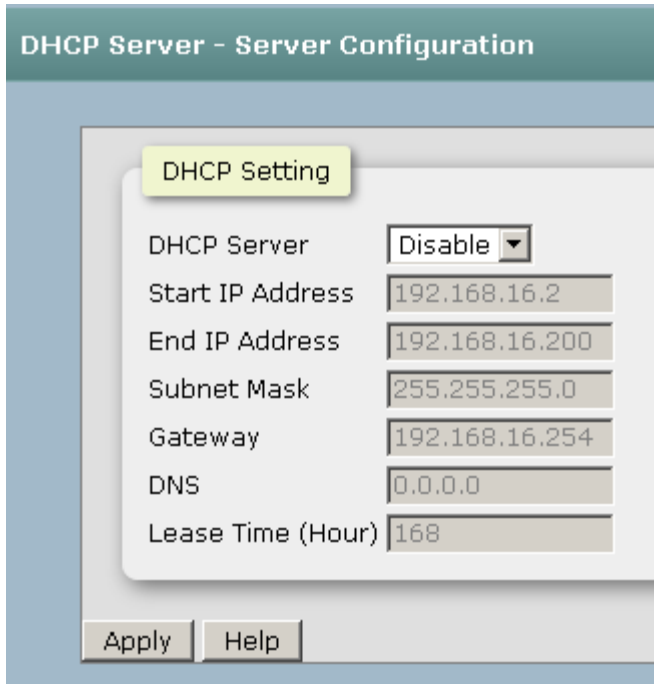 DHCP Server - Server Configuration
DHCP Setting
DHCP Server Disable
Start IP Address 192.168.16.2
End IP Address 192.168.16.200
Subnet Mask 255.255.255.0
Gateway 192.168.16.254
DNS 0.0.0.0
Lease Time (Hour) 168
Apply Help